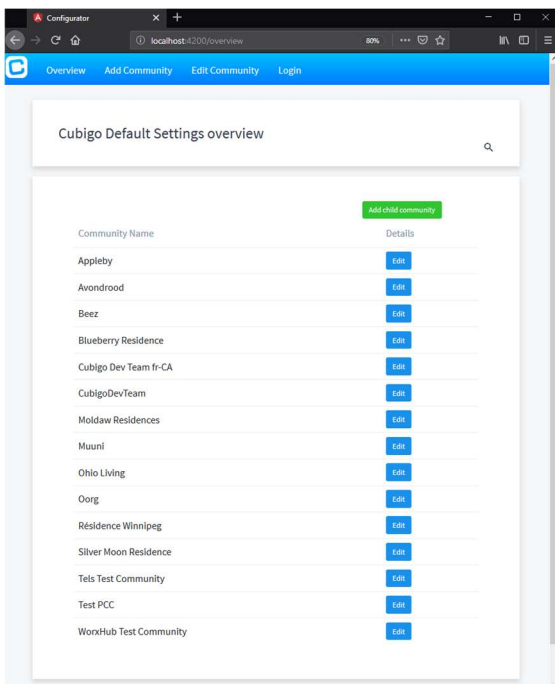 Configurator
localhost:4200/overview 80%
Overview Add Community Edit Community Login
Cubigo Default Settings overview
Add child community
Community Name Details
Appleby Edit
Avondrood Edit
Beez Edit
Blueberry Residence Edit
Cubigo Dev Team fr-CA Edit
CubigoDevTeam Edit
Moldaw Residences Edit
Muuni Edit
Ohio Living Edit
Oorg Edit
Résidence Winnipeg Edit
Silver Moon Residence Edit
Tels Test Community Edit
Test PCC Edit
WorxHub Test Community Edit